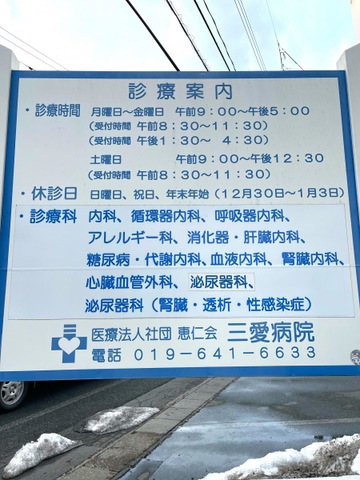 診療案内
・診療時間 月曜日～金曜日 午前9：00～午後5：00
(受付時間 午前8：30～11：30)
(受付時間 午後1：30～ 4：30)
土曜日 午前9：00～午後12：30
(受付時間 午前8：30～11：30)
・休診日 日曜日、祝日、年末年始（12月30日～1月3日）
・診療科 内科、循環器内科、呼吸器内科、
アレルギー科、消化器・肝臓内科、
糖尿病・代謝内科、血液内科、腎臓内科、
心臓血管外科、泌尿器科、
泌尿器科（腎臓・透析・性感染症）
医療法人社団 恵仁会 三愛病院
電話 019-641-6633